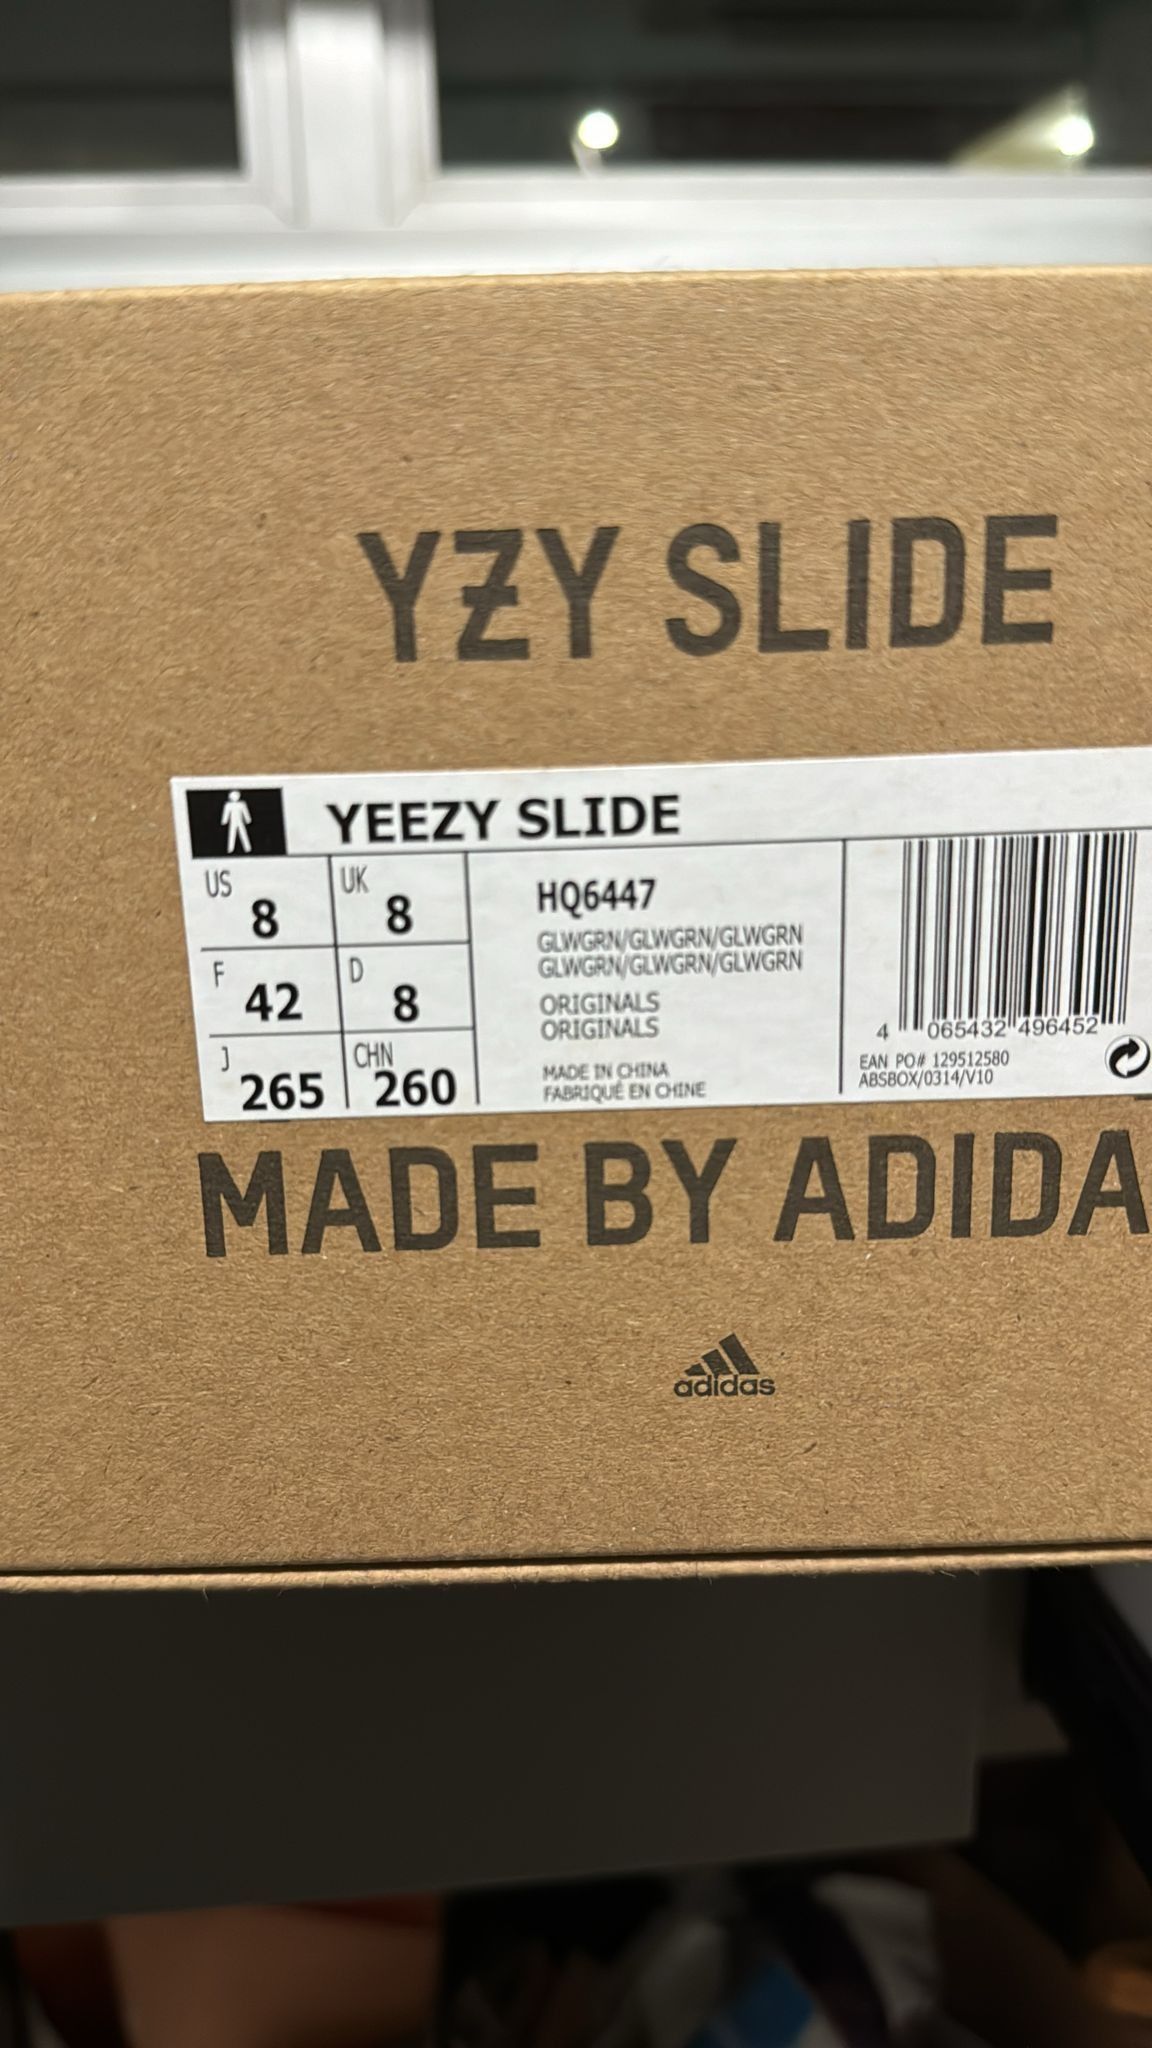 YZY SLIDE
YEEZY SLIDE
US 8 UK 8
F 42 D 8
J 265 CHN 260
HQ6447
GLWGRN/GLWGRN/GLWGRN
GLWGRN/GLWGRN/GLWGRN
ORIGINALS
ORIGINALS
MADE IN CHINA
FABRIQUÉ EN CHINE
4 065432 496452
EAN PO# 129512580
ABSBOX/0314/V10
MADE BY ADIDA
adidas